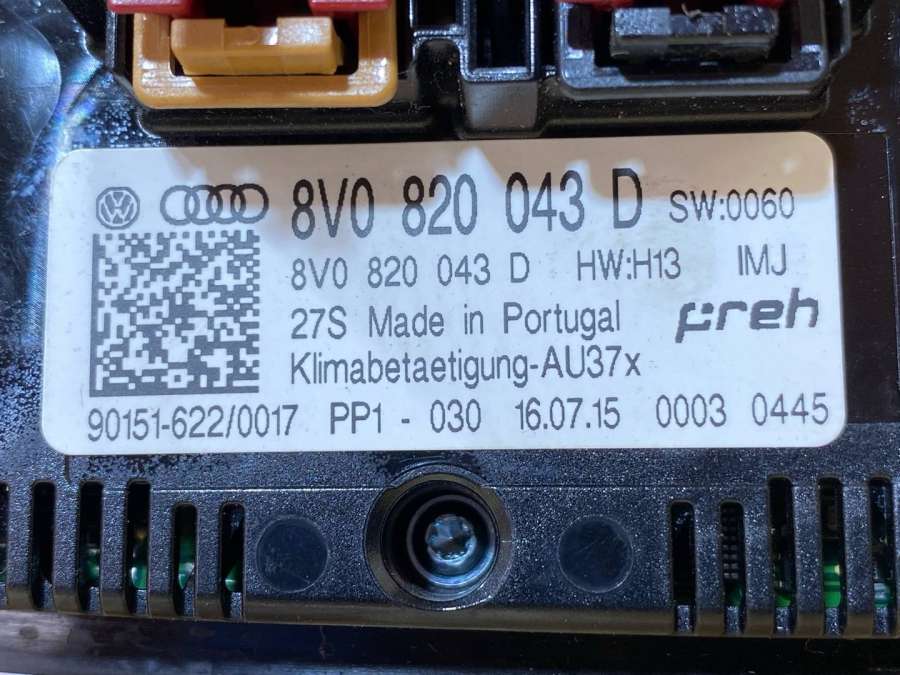 8V0 820 043 D SW:0060
8V0 820 043 D HW:H13 IMJ
27S Made in Portugal preh
Klimabetaetigung-AU37x
90151-622/0017 PP1 - 030 16.07.15 0003 0445